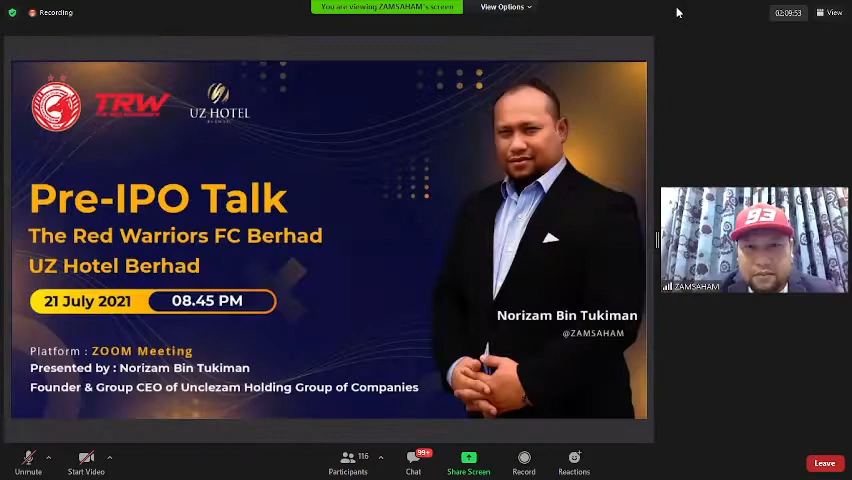 Recording
You are viewing ZAMSAHAM's screen
View Options
02:09:53
View
TRW
UZ HOTEL
Pre-IPO Talk
The Red Warriors FC Berhad
UZ Hotel Berhad
21 July 2021
08.45 PM
Norizam Bin Tukiman
@ZAMSAHAM
Platform : ZOOM Meeting
Presented by : Norizam Bin Tukiman
Founder & Group CEO of Unclezam Holding Group of Companies
93
ZAMSAHAM
Unmute
Start Video
116
Participants
99+
Chat
Share Screen
Record
Reactions
Leave